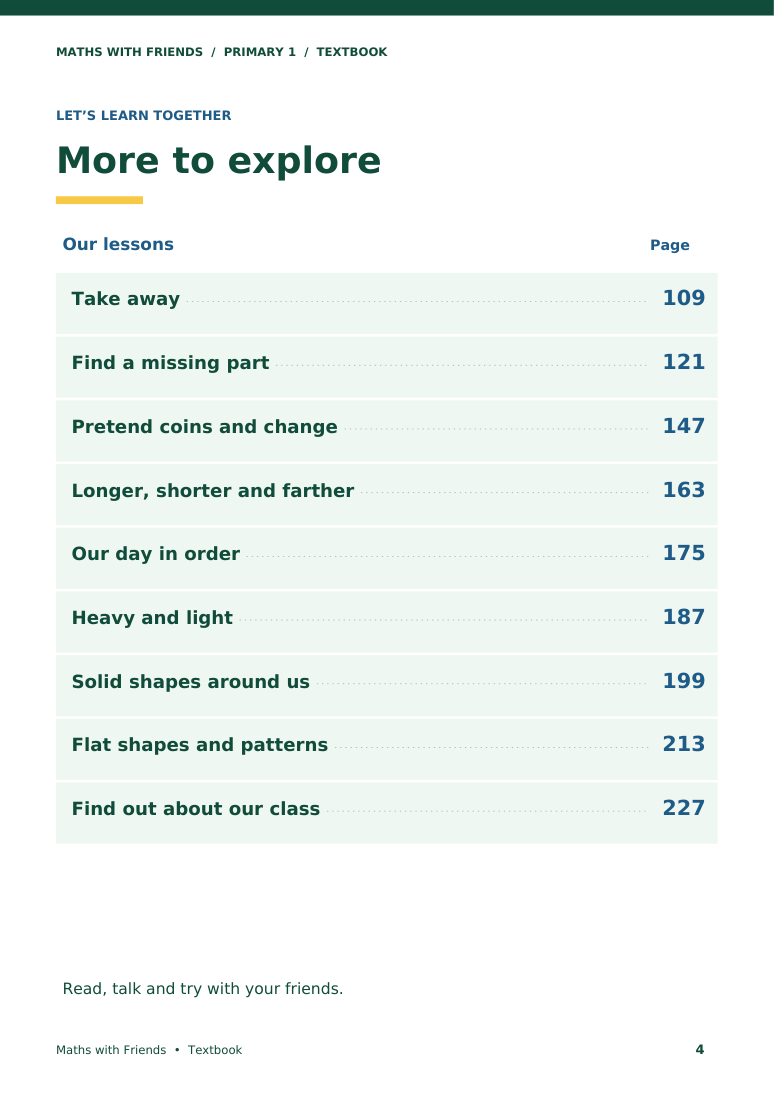 MATHS WITH FRIENDS / PRIMARY 1 / TEXTBOOK
LET’S LEARN TOGETHER
More to explore
Our lessons Page
Take away 109
Find a missing part 121
Pretend coins and change 147
Longer, shorter and farther 163
Our day in order 175
Heavy and light 187
Solid shapes around us 199
Flat shapes and patterns 213
Find out about our class 227
Read, talk and try with your friends.
Maths with Friends • Textbook 4